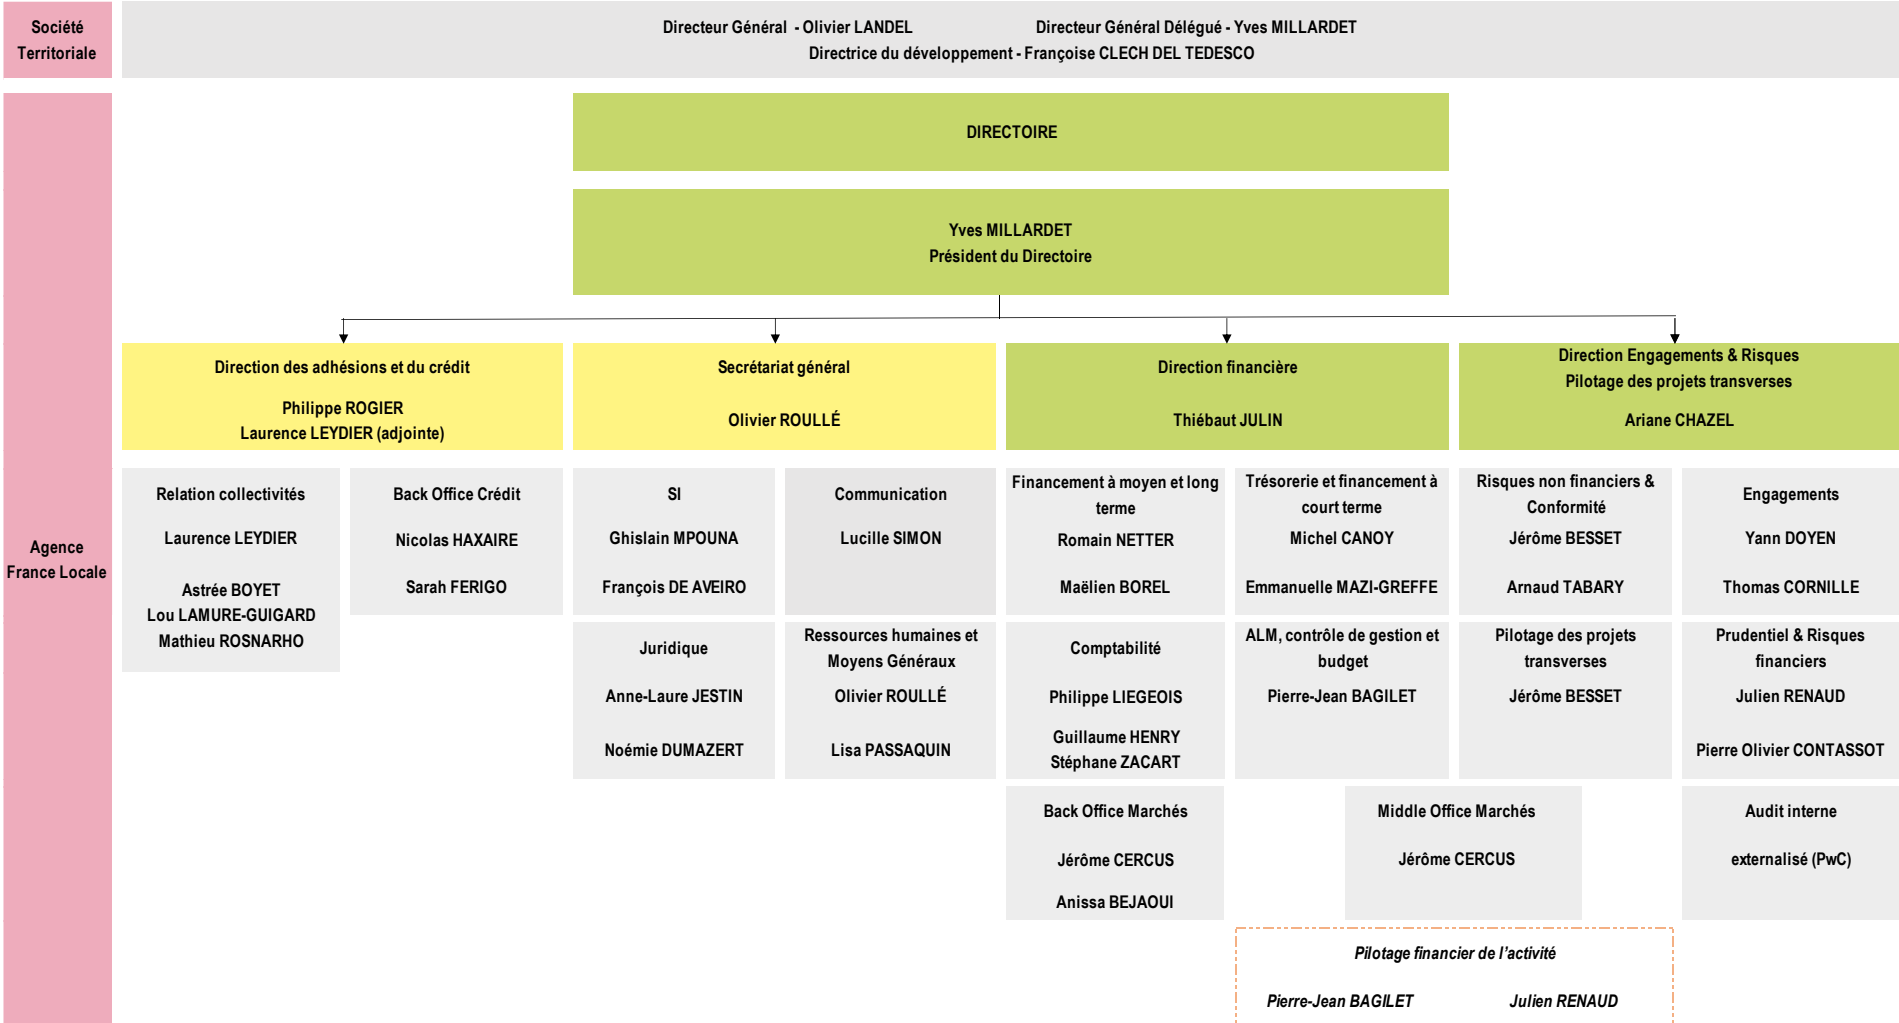 Société
Territoriale
Directeur Général  - Olivier LANDEL
Directeur Général Délégué - Yves MILLARDET
Directrice du développement - Françoise CLECH DEL TEDESCO
Agence
France Locale
DIRECTOIRE
Yves MILLARDET
Président du Directoire
Direction des adhésions et du crédit
Philippe ROGIER
Laurence LEYDIER (adjointe)
Secrétariat général
Olivier ROULLÉ
Direction financière
Thiébaut JULIN
Direction Engagements & Risques
Pilotage des projets transverses
Ariane CHAZEL
Relation collectivités
Laurence LEYDIER
Astrée BOYET
Lou LAMURE-GUIGARD
Mathieu ROSNARHO
Back Office Crédit
Nicolas HAXAIRE
Sarah FERIGO
SI
Ghislain MPOUNA
François DE AVEIRO
Communication
Lucille SIMON
Financement à moyen et long
terme
Romain NETTER
Maëlien BOREL
Trésorerie et financement à
court terme
Michel CANOY
Emmanuelle MAZI-GREFFE
Risques non financiers &
Conformité
Jérôme BESSET
Arnaud TABARY
Engagements
Yann DOYEN
Thomas CORNILLE
Juridique
Anne-Laure JESTIN
Noémie DUMAZERT
Ressources humaines et
Moyens Généraux
Olivier ROULLÉ
Lisa PASSAQUIN
Comptabilité
Philippe LIEGEOIS
Guillaume HENRY
Stéphane ZACART
ALM, contrôle de gestion et
budget
Pierre-Jean BAGILET
Pilotage des projets
transverses
Jérôme BESSET
Prudentiel & Risques
financiers
Julien RENAUD
Pierre Olivier CONTASSOT
Back Office Marchés
Jérôme CERCUS
Anissa BEJAOUI
Middle Office Marchés
Jérôme CERCUS
Audit interne
externalisé (PwC)
Pilotage financier de l'activité
Pierre-Jean BAGILET
Julien RENAUD